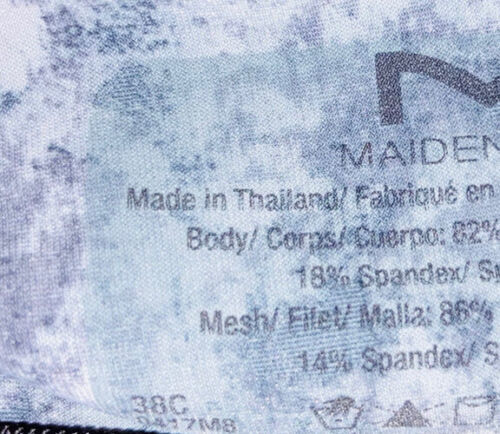 MAIDEN
Made in Thailand/ Fabriqué en
Body/ Corps/ Cuerpo: 82%
18% Spandex/ S
Mesh/ Filet/ Malla: 86%
14% Spandex/ S
38C